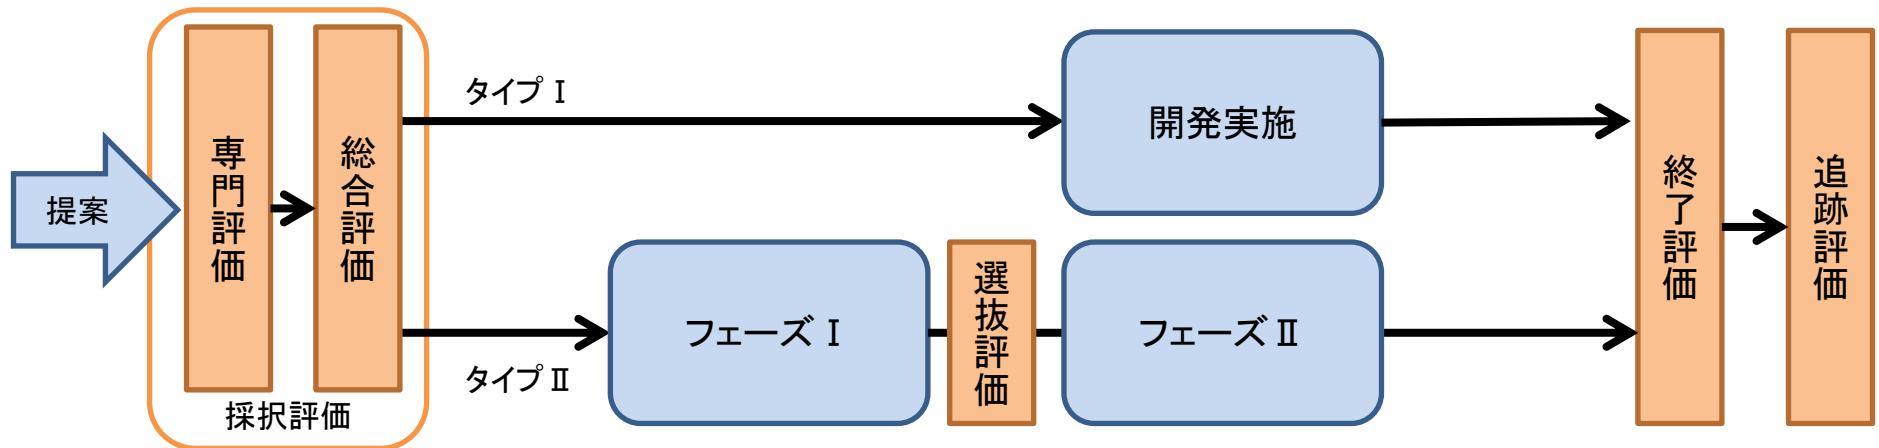 提案
専門評価
総合評価
採択評価
タイプⅠ
開発実施
タイプⅡ
フェーズⅠ
選抜評価
フェーズⅡ
終了評価
追跡評価